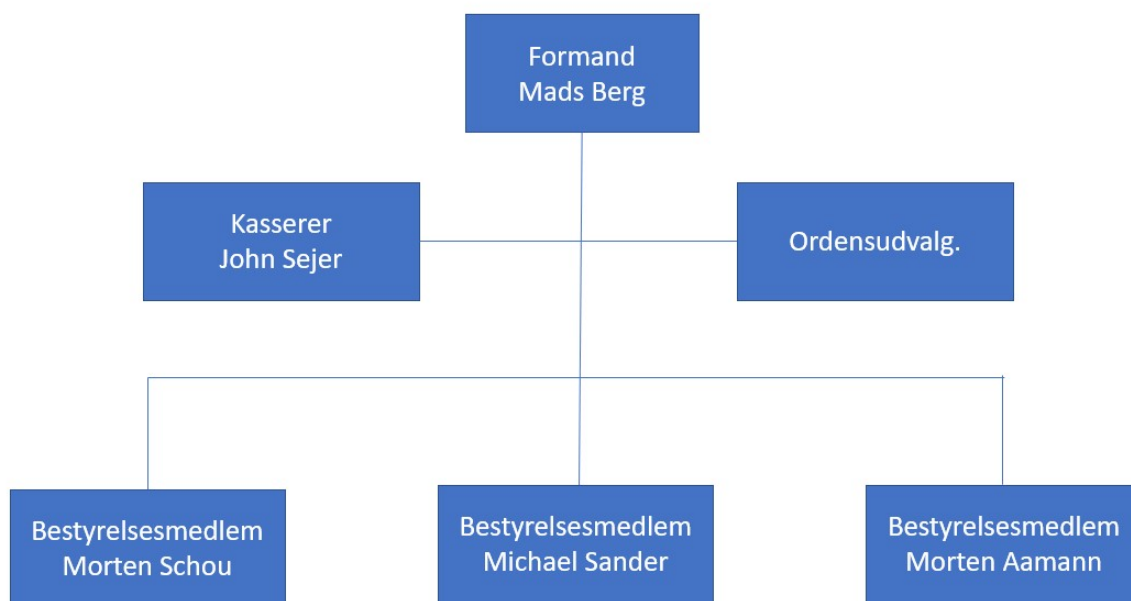 Formand
Mads Berg
Kasserer
John Sejer
Ordensudvalg.
Bestyrelsesmedlem
Morten Schou
Bestyrelsesmedlem
Michael Sander
Bestyrelsesmedlem
Morten Aamann